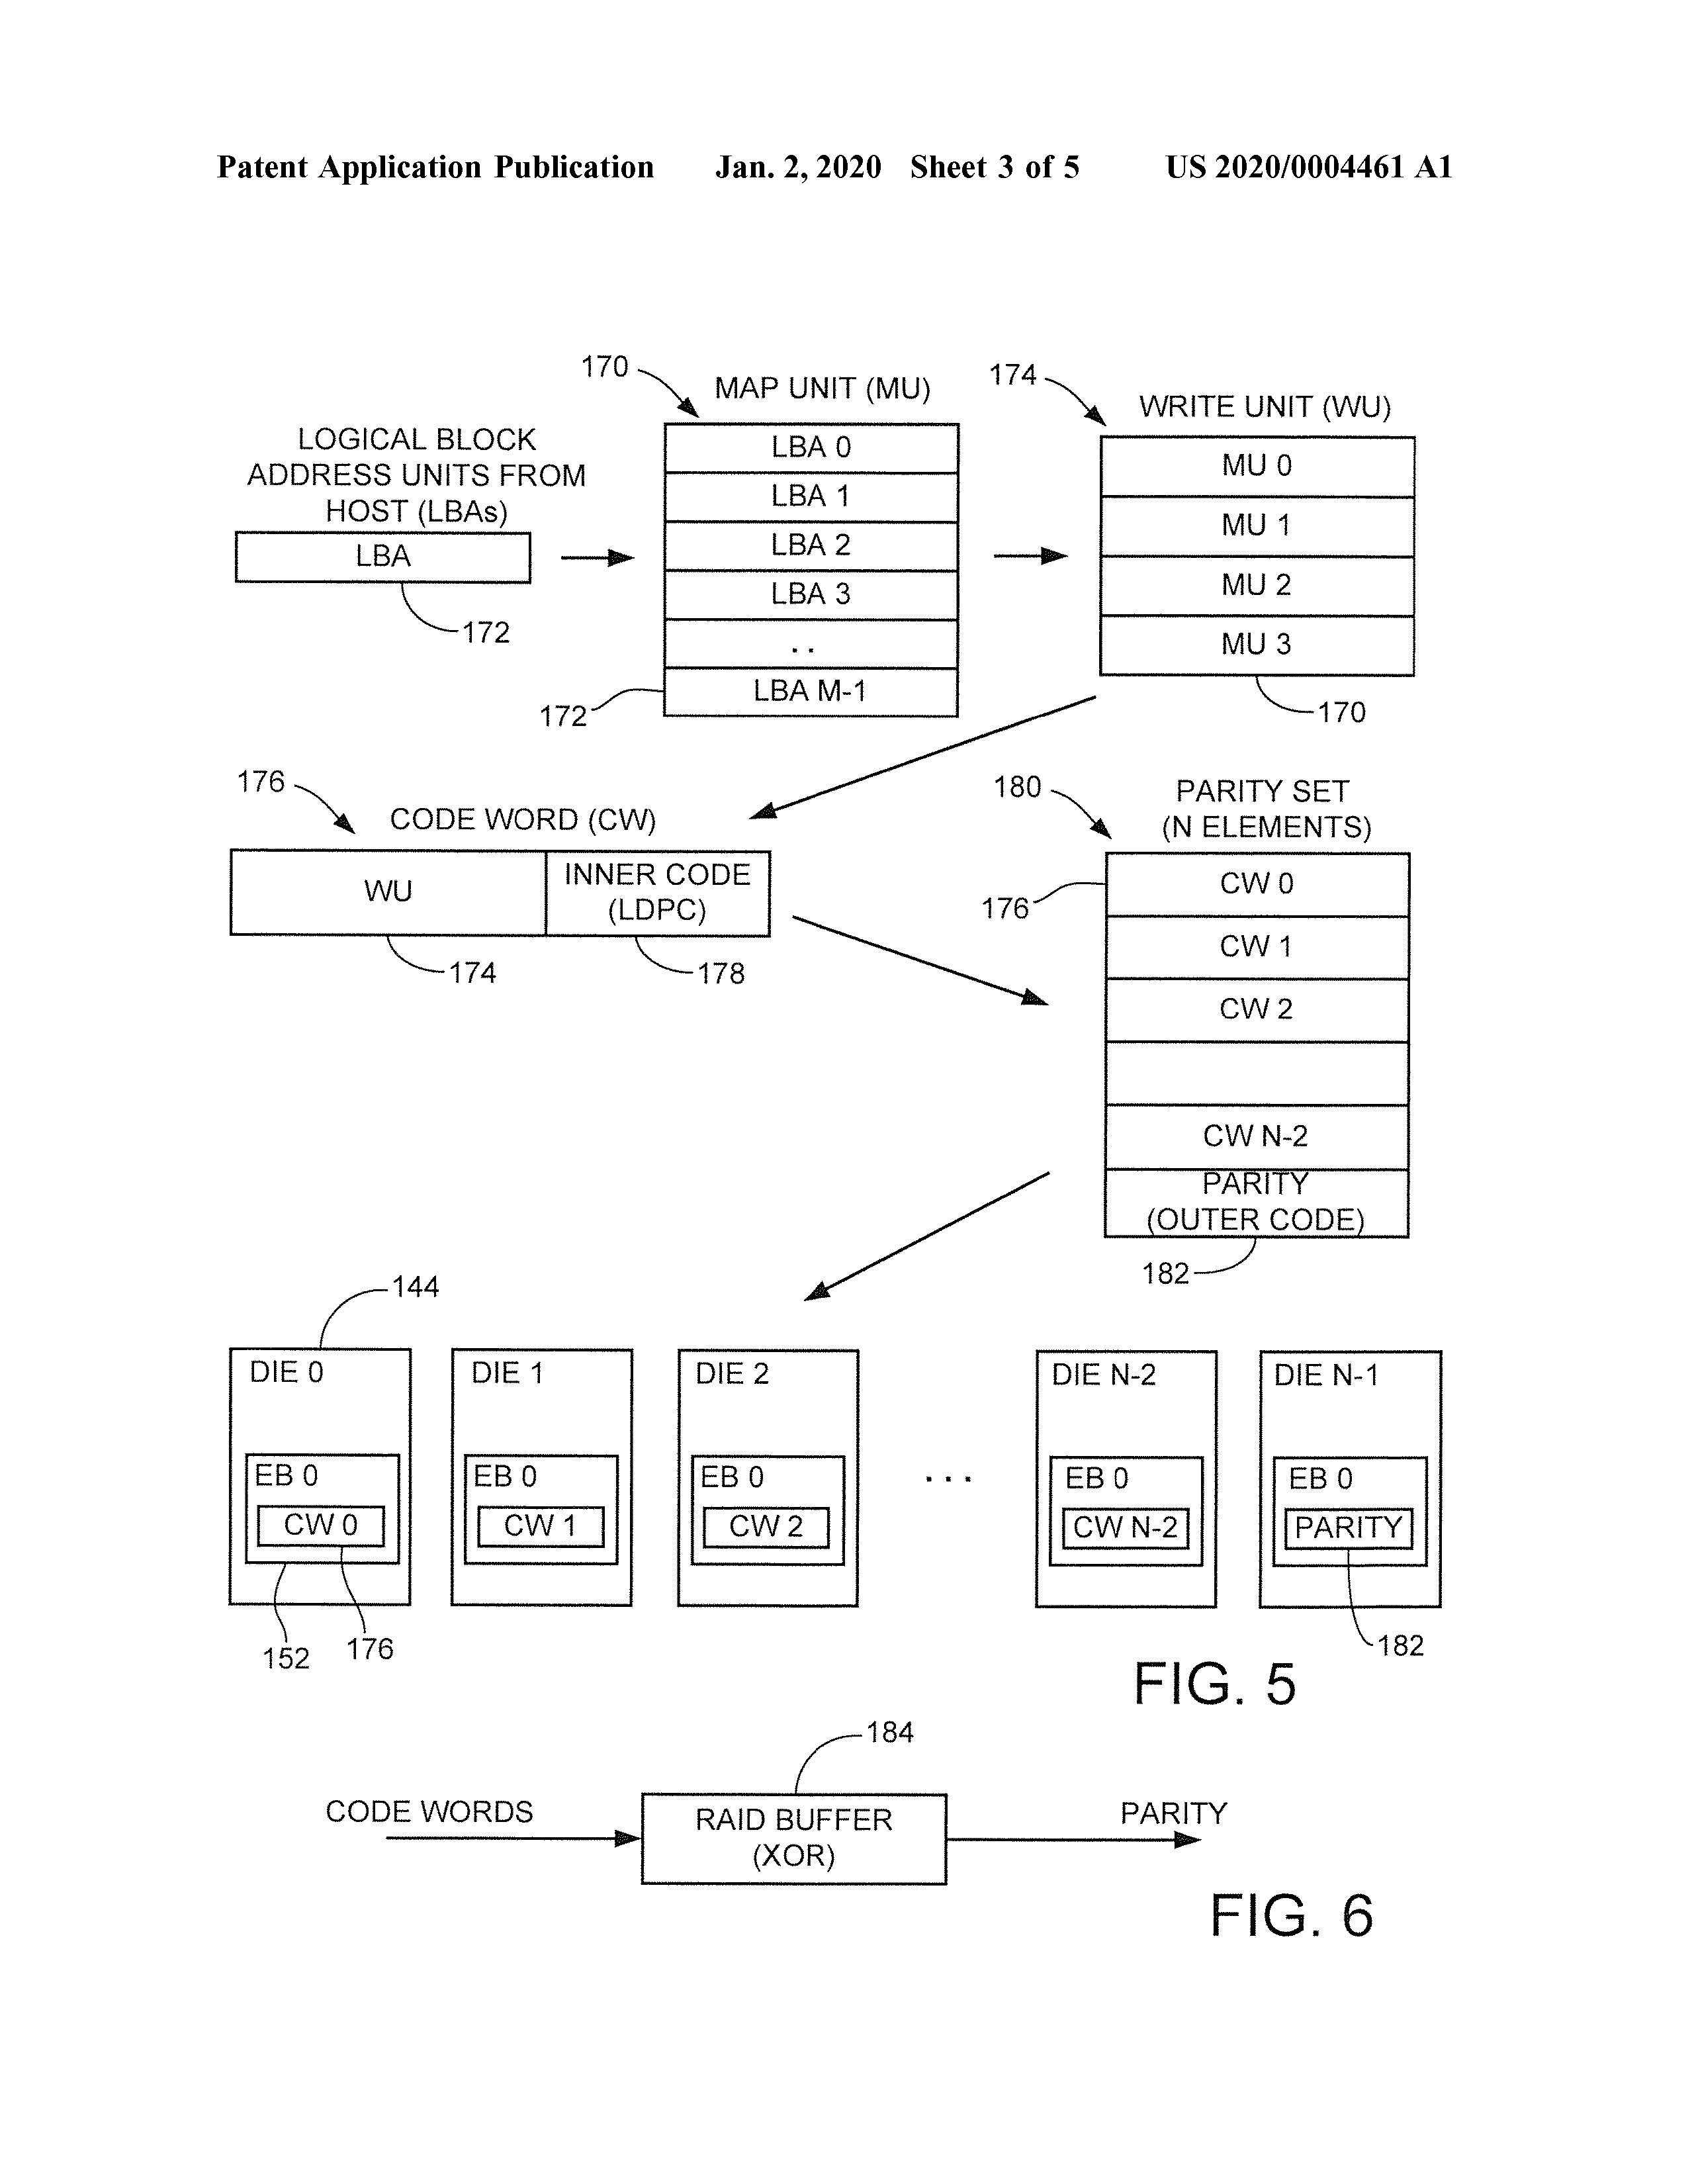 Patent Application Publication Jan. 2, 2020 Sheet 3 of 5 US 2020/0004461 A1
170
MAP UNIT (MU)
174
WRITE UNIT (WU)
LOGICAL BLOCK
ADDRESS UNITS FROM
HOST (LBAs)
LBA
172
LBA 0
LBA 1
LBA 2
LBA 3
. .
LBA M-1
172
MU 0
MU 1
MU 2
MU 3
170
176
CODE WORD (CW)
WU
INNER CODE
(LDPC)
174
178
180
PARITY SET
(N ELEMENTS)
176
CW 0
CW 1
CW 2
CW N-2
PARITY
(OUTER CODE)
182
144
DIE 0
EB 0
CW 0
152
176
DIE 1
EB 0
CW 1
DIE 2
EB 0
CW 2
. . .
DIE N-2
EB 0
CW N-2
DIE N-1
EB 0
PARITY
182
FIG. 5
184
CODE WORDS
RAID BUFFER
(XOR)
PARITY
FIG. 6